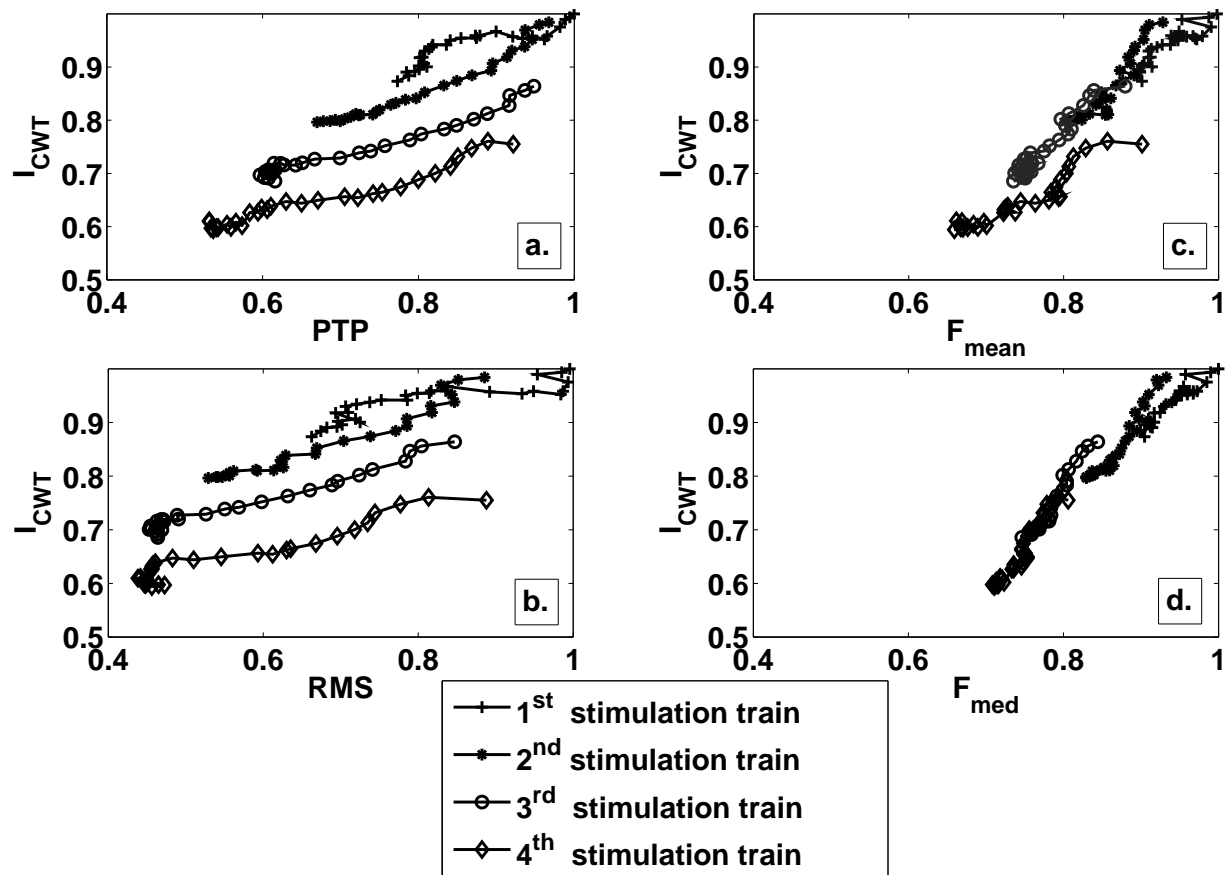 0.9
0.8
0.7
0.6
0.5
I_CWT
0.4 0.6 0.8 1
PTP
a.
0.9
0.8
0.7
0.6
0.5
I_CWT
0.4 0.6 0.8 1
F_mean
c.
0.9
0.8
0.7
0.6
0.5
I_CWT
0.4 0.6 0.8 1
RMS
b.
0.9
0.8
0.7
0.6
0.5
I_CWT
0.4 0.6 0.8 1
F_med
d.
1st stimulation train
2nd stimulation train
3rd stimulation train
4th stimulation train